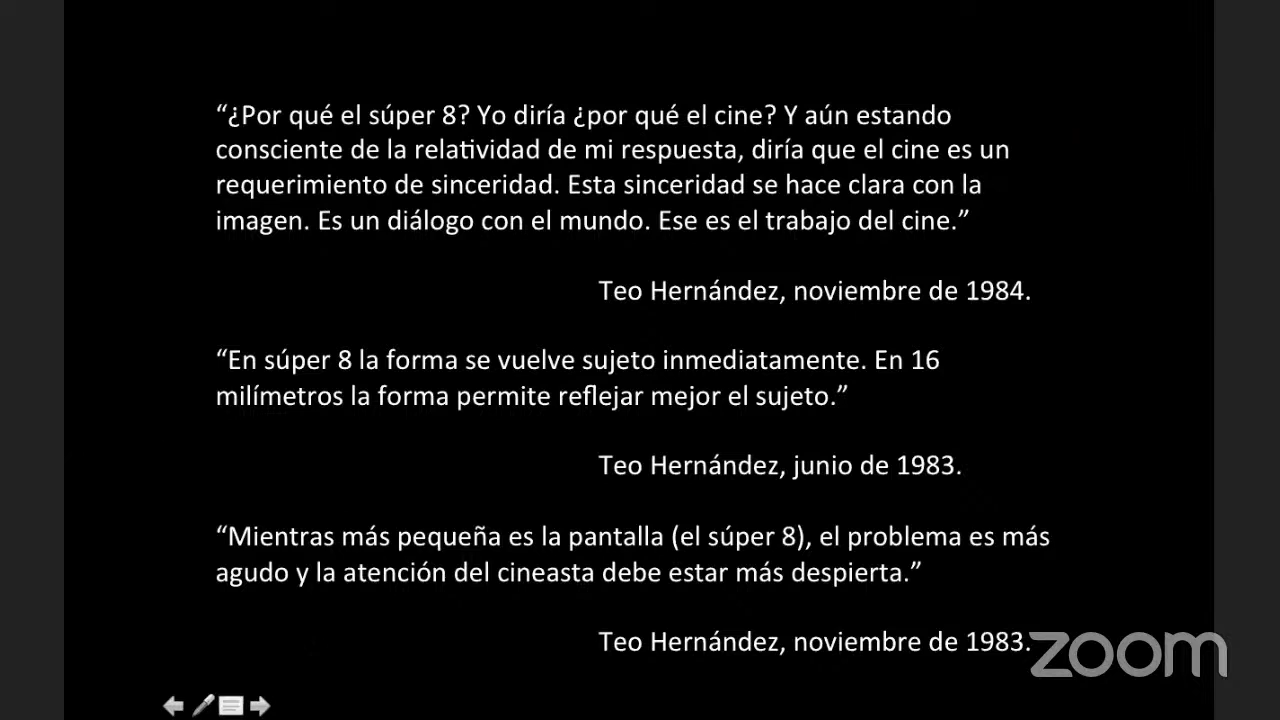 “¿Por qué el súper 8? Yo diría ¿por qué el cine? Y aún estando
consciente de la relatividad de mi respuesta, diría que el cine es un
requerimiento de sinceridad. Esta sinceridad se hace clara con la
imagen. Es un diálogo con el mundo. Ese es el trabajo del cine.”
Teo Hernández, noviembre de 1984.
“En súper 8 la forma se vuelve sujeto inmediatamente. En 16
milímetros la forma permite reflejar mejor el sujeto.”
Teo Hernández, junio de 1983.
“Mientras más pequeña es la pantalla (el súper 8), el problema es más
agudo y la atención del cineasta debe estar más despierta.”
Teo Hernández, noviembre de 1983.
zoom